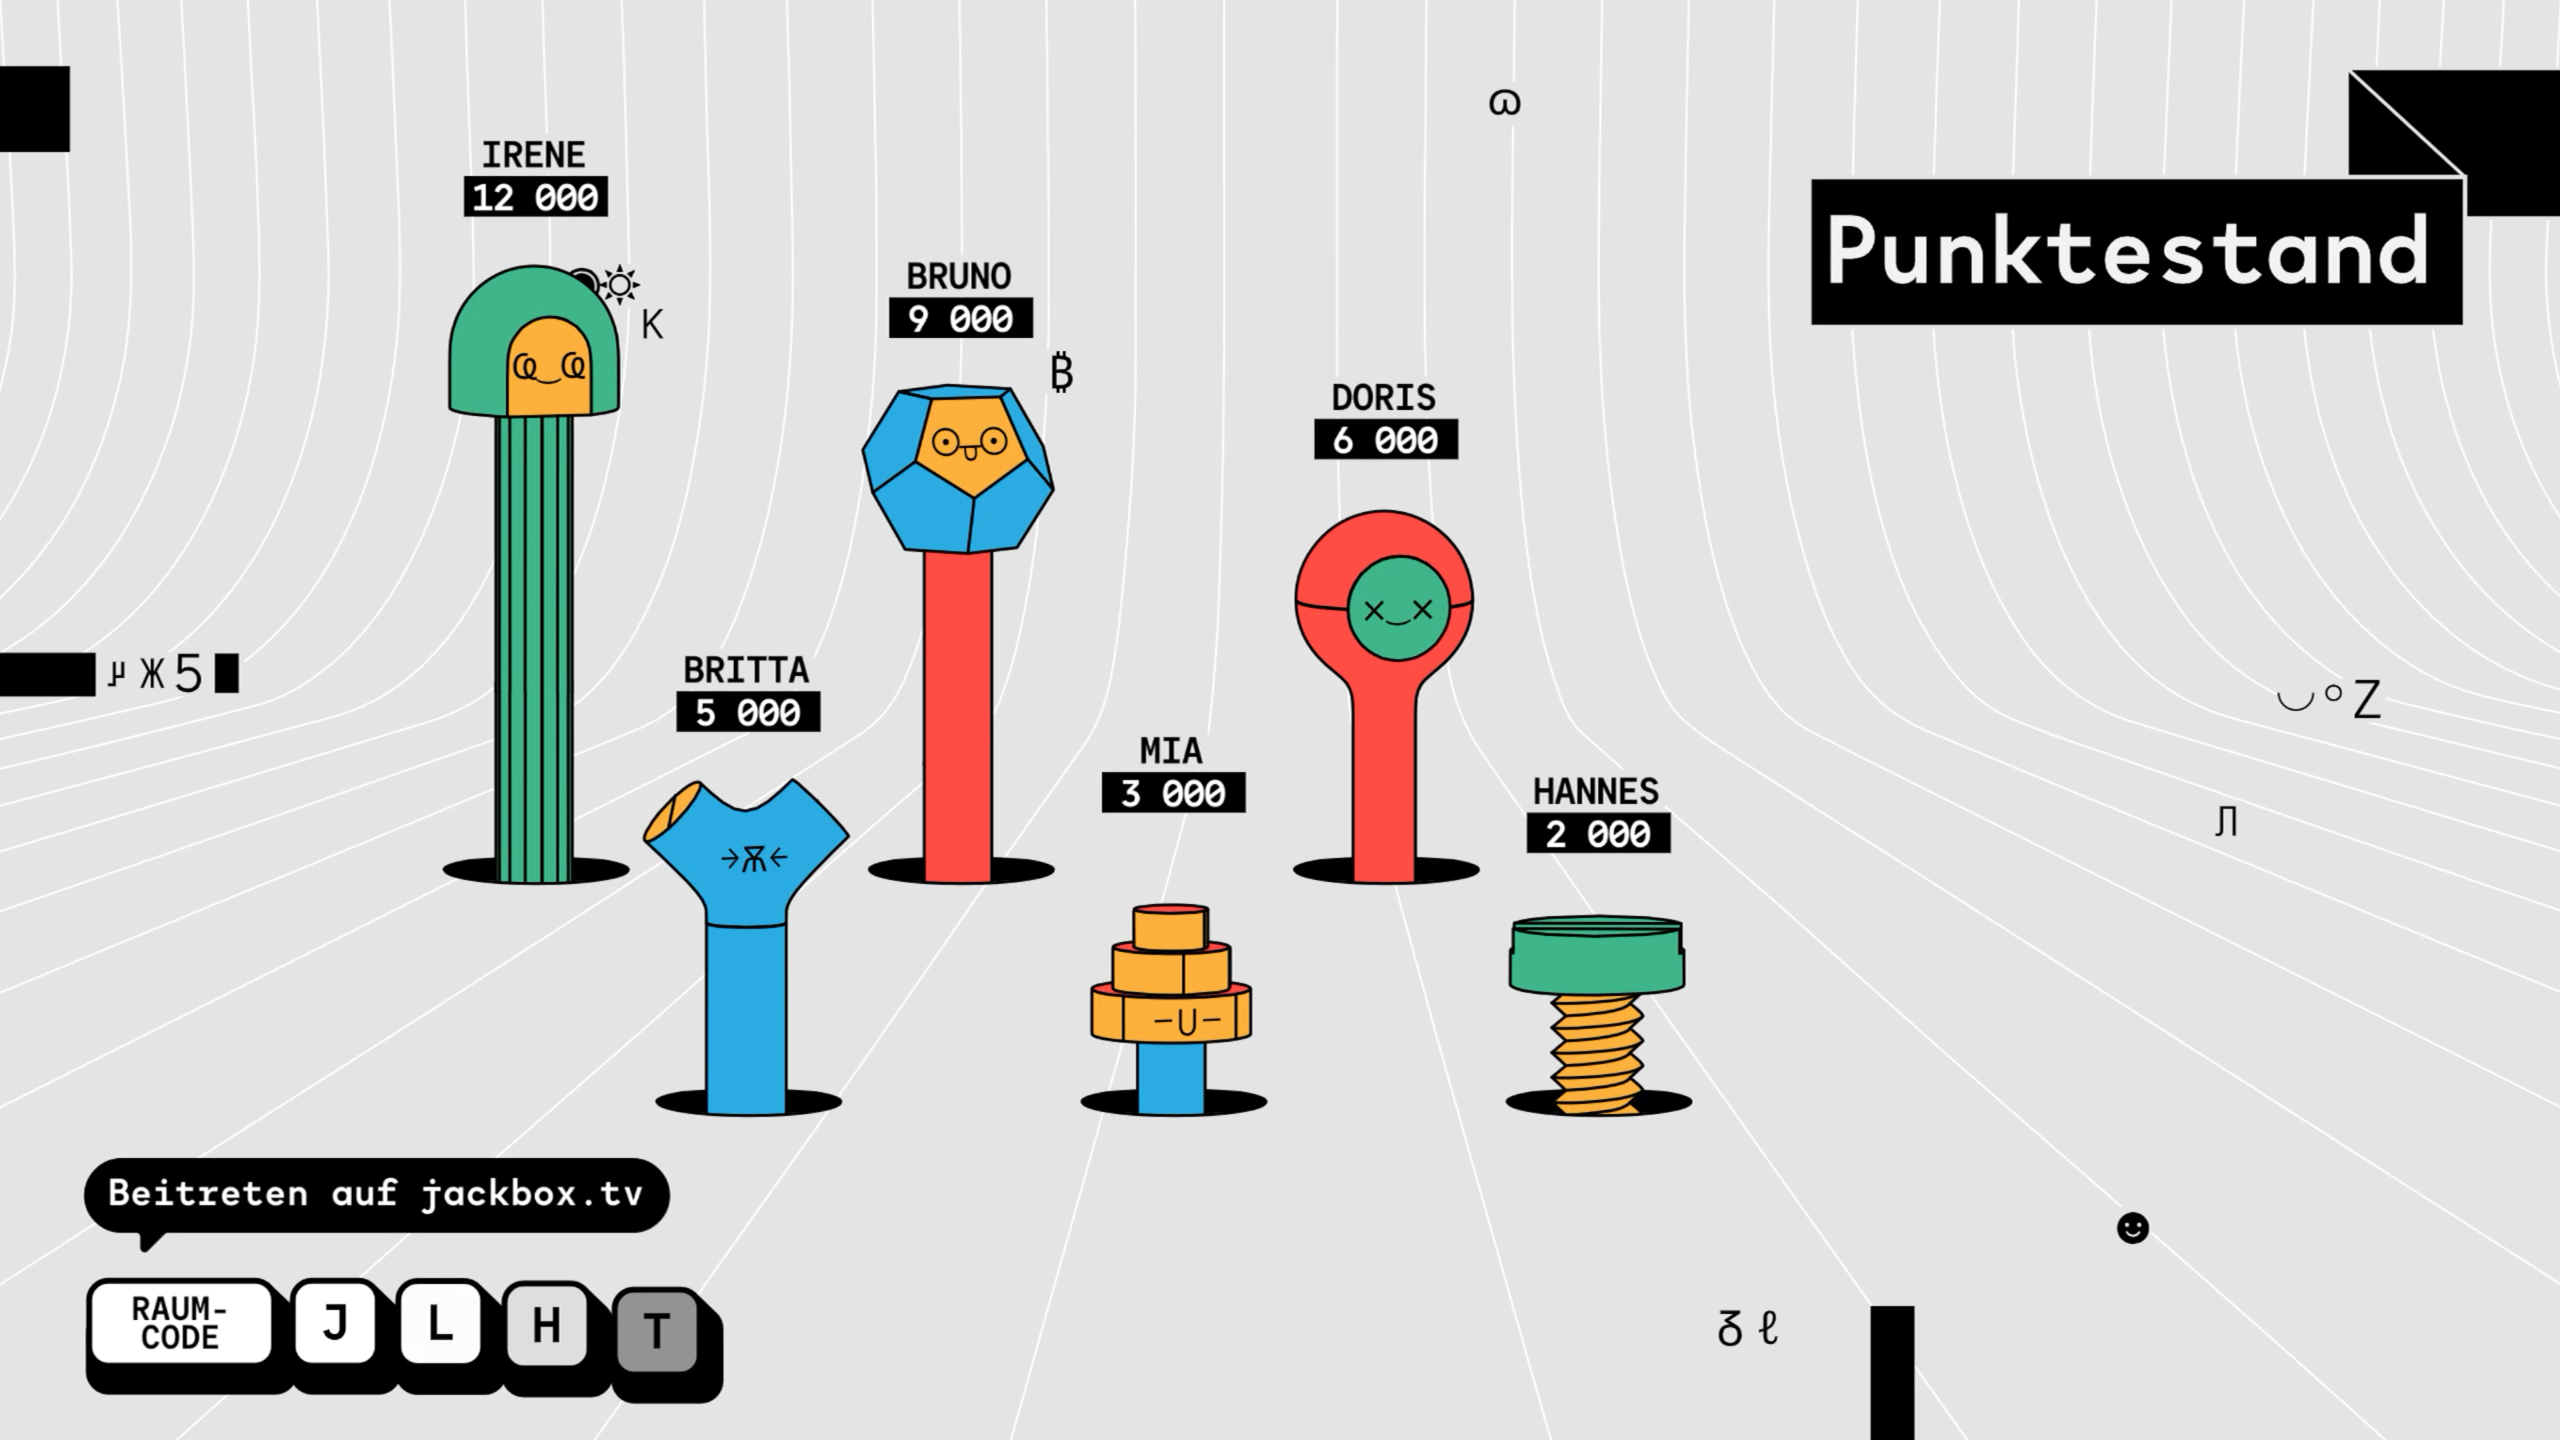 Punktestand
IRENE
12 000
BRUNO
9 000
DORIS
6 000
BRITTA
5 000
MIA
3 000
HANNES
2 000
K
Ж 5
Z
Л
δ ℓ
Beitreten auf jackbox.tv
RAUM-
CODE
J L H T